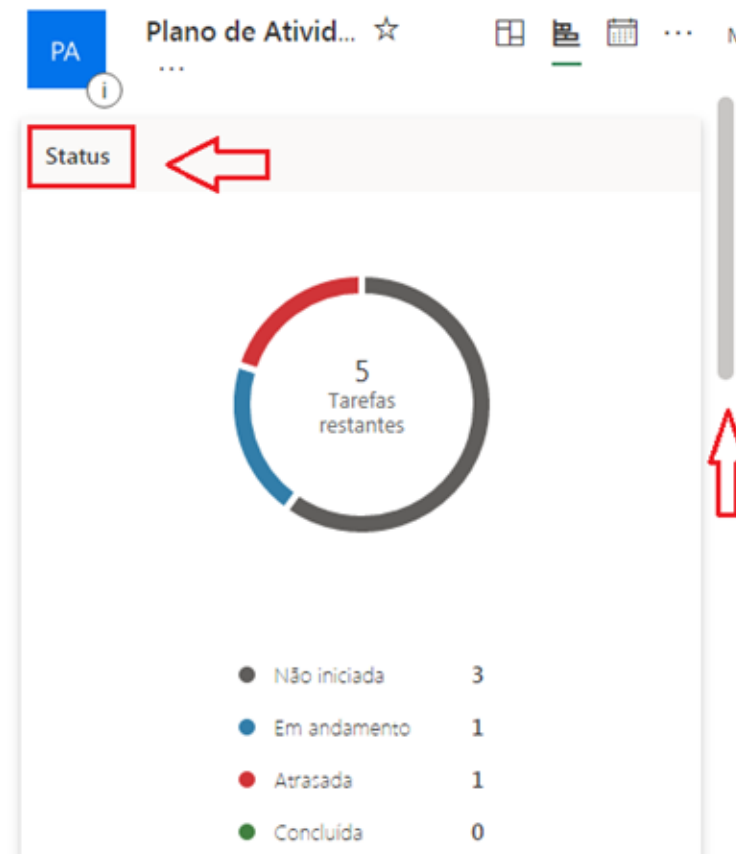 PA
Plano de Ativid... ☆
...
i
...
Status
5
Tarefas
restantes
Não iniciada 3
Em andamento 1
Atrasada 1
Concluída 0